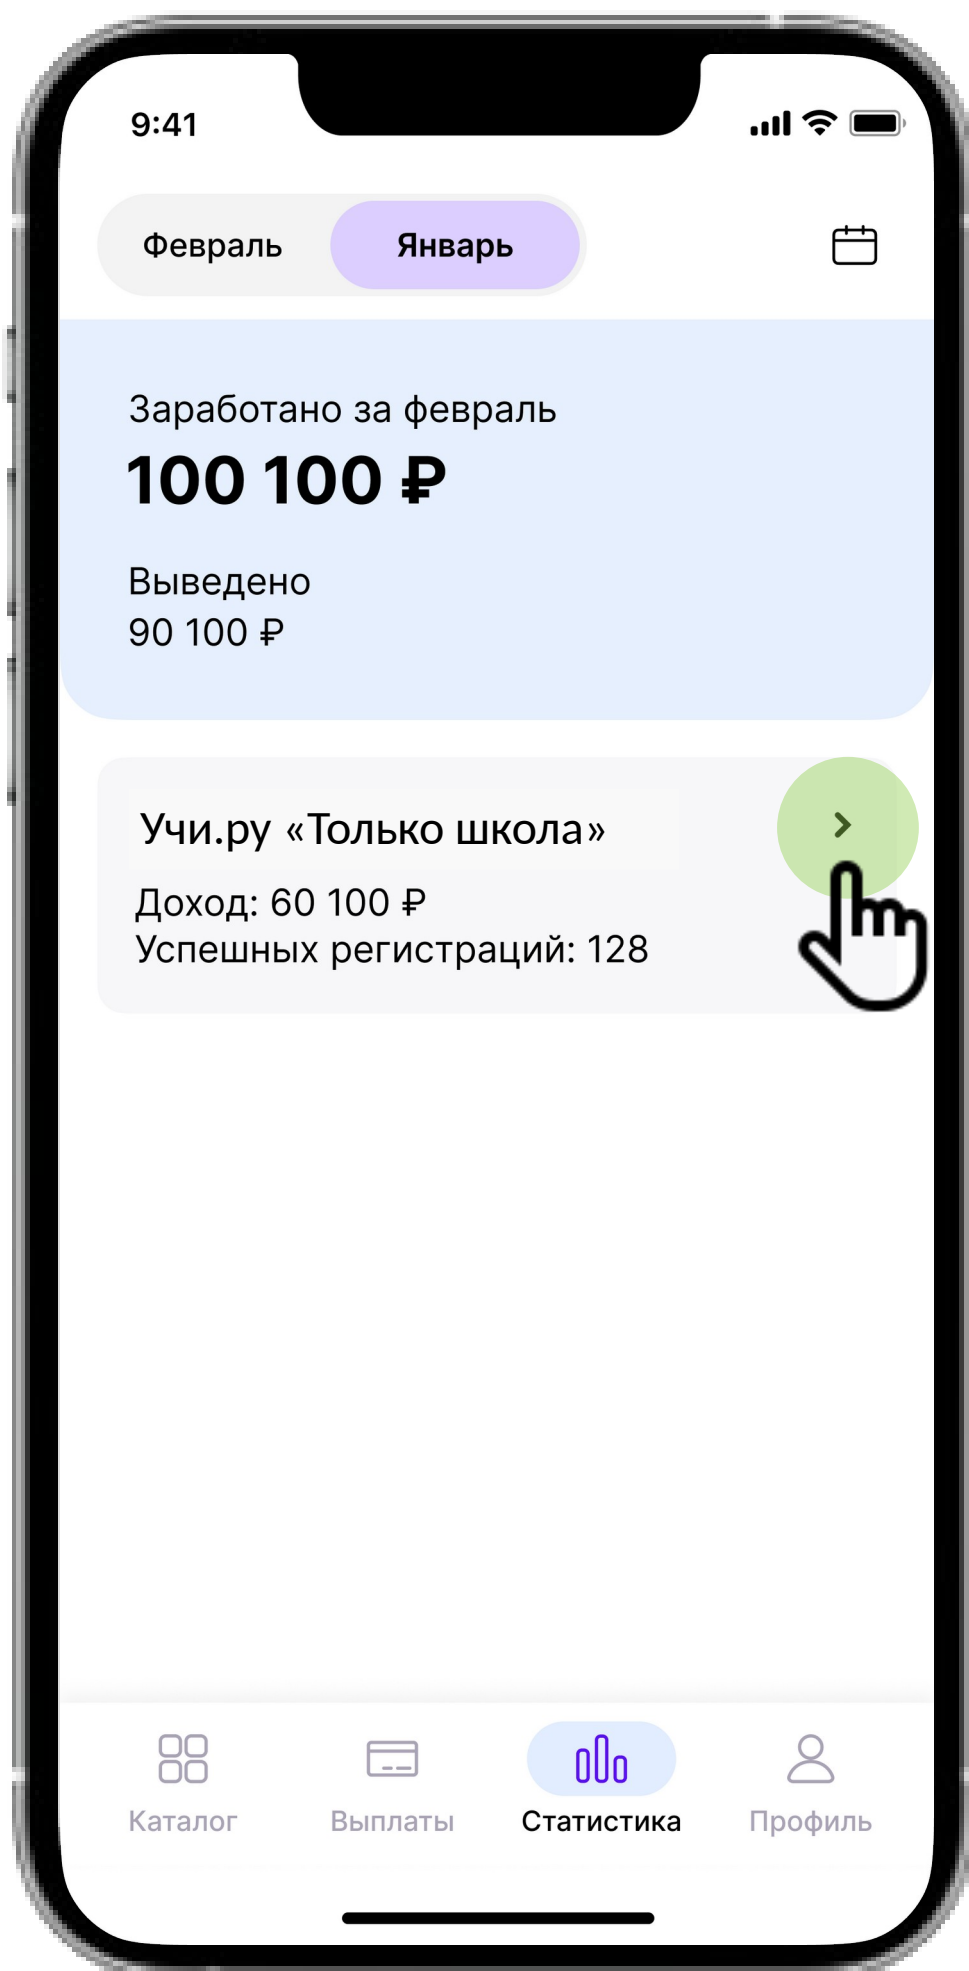 9:41
Февраль
Январь
Заработано за февраль
100 100 ₽
Выведено
90 100 ₽
Учи.ру «Только школа»
Доход: 60 100 ₽
Успешных регистраций: 128
Каталог
Выплаты
Статистика
Профиль